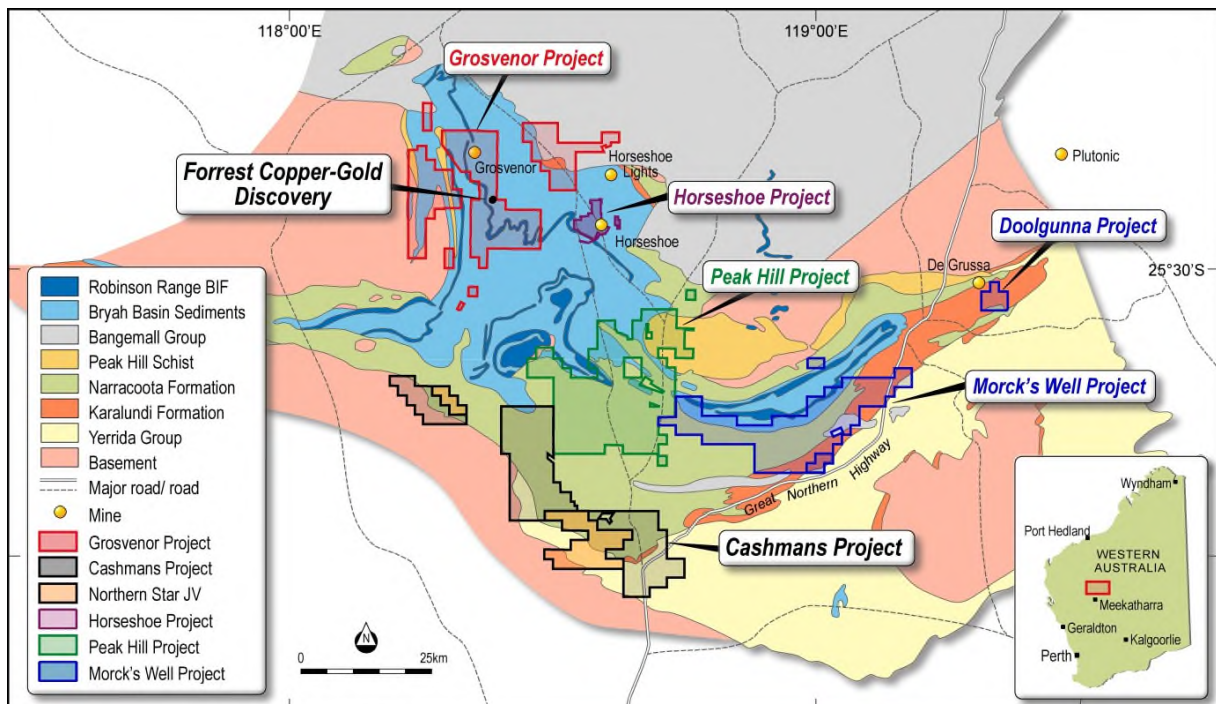 118°00'E
119°00'E
Grosvenor Project
Grosvenor
Forrest Copper-Gold
Discovery
Horseshoe
Lights
Plutonic
Horseshoe Project
Horseshoe
Doolgunna Project
De Grussa
25°30'S
Peak Hill Project
Morck's Well Project
Great Northern Highway
Cashmans Project
Robinson Range BIF
Bryah Basin Sediments
Bangemall Group
Peak Hill Schist
Narracoota Formation
Karalundi Formation
Yerrida Group
Basement
Major road/ road
Mine
Grosvenor Project
Cashmans Project
Northern Star JV
Horseshoe Project
Peak Hill Project
Morck's Well Project
N
0
25km
Wyndham
Port Hedland
WESTERN
AUSTRALIA
Meekatharra
Geraldton
Kalgoorlie
Perth